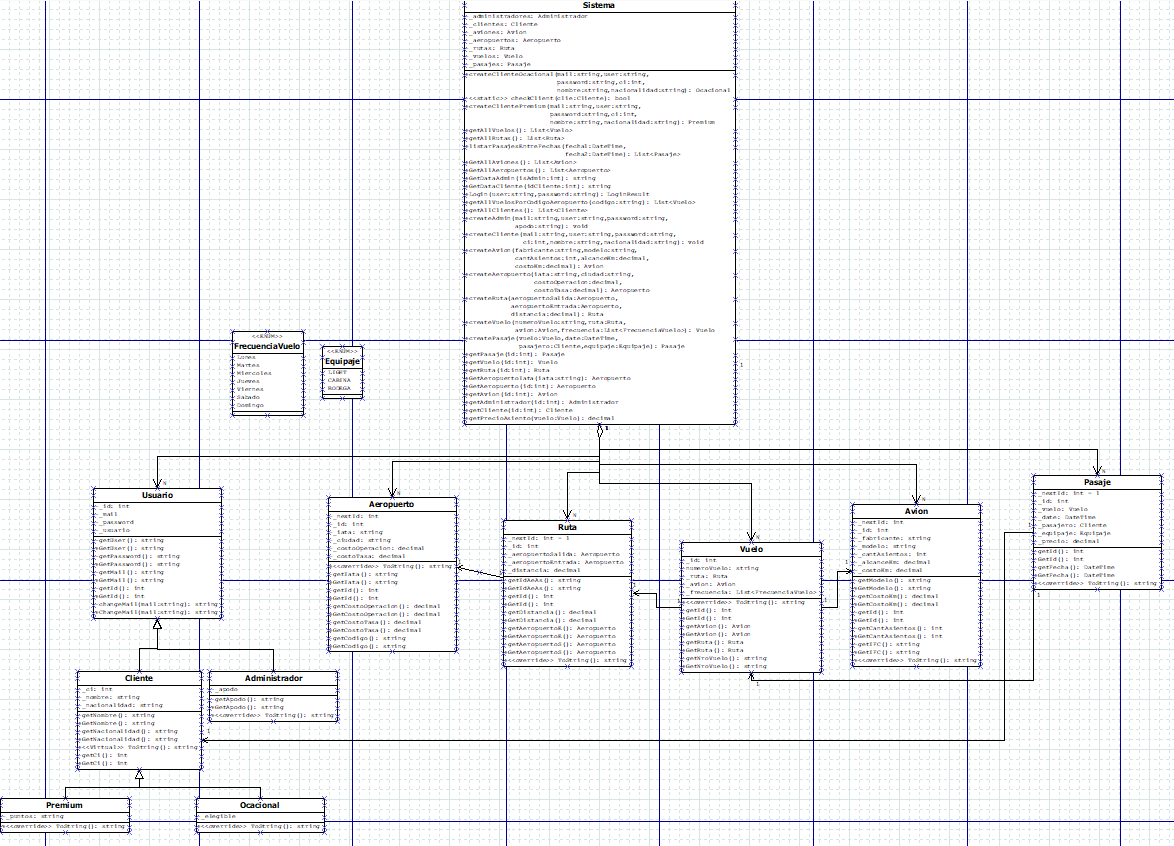 Sistema
_administradores: Administrador
_clientes: Cliente
_aviones: Avion
_aeropuertos: Aeropuerto
_rutas: Ruta
_vuelos: Vuelo
_pasajes: Pasaje
createClienteOcacional(mail:string,user:string,
password:string,ci:int,
nombre:string,nacionalidad:string): Ocacional
<<static>> checkClient(clie:Cliente): bool
createClientePremium(mail:string,user:string,
password:string,ci:int,
nombre:string,nacionalidad:string): Premium
getAllVuelos(): List<Vuelo>
getAllRutas(): List<Ruta>
listarPasajesEntreFechas(fecha1:DateTime,
fecha2:DateTime): List<Pasaje>
GetAllAviones(): List<Avion>
GetAllAeropuertos(): List<Aeropuerto>
GetDataAdmin(isAdmin:int): string
GetDataCliente(idCliente:int): string
Login(user:string,password:string): LoginResult
getAllVuelosPorCodigoAeropuerto(codigo:string): List<Vuelo>
getAllClientes(): List<Cliente>
createAdmin(mail:string,user:string,password:string,
apodo:string): void
createCliente(mail:string,user:string,password:string,
ci:int,nombre:string,nacionalidad:string): void
createAvion(fabricante:string,modelo:string,
cantAsientos:int,alcanceKm:decimal,
costoKm:decimal): Avion
createAeropuerto(iata:string,ciudad:string,
costoOperacion:decimal,
costoTasa:decimal): Aeropuerto
createRuta(aeropuertoSalida:Aeropuerto,
aeropuertoEntrada:Aeropuerto,
distancia:decimal): Ruta
createVuelo(numeroVuelo:string,ruta:Ruta,
avion:Avion,frecuencia:List<FrecuenciaVuelo>): Vuelo
createPasaje(vuelo:Vuelo,date:DateTime,
pasajero:Cliente,equipaje:Equipaje): Pasaje
getPasaje(id:int): Pasaje
getVuelo(id:int): Vuelo
getRuta(id:int): Ruta
GetAeropuertoIata(iata:string): Aeropuerto
GetAeropuerto(id:int): Aeropuerto
getAvion(id:int): Avion
getAdministrador(id:int): Administrador
getCliente(id:int): Cliente
getPrecioAsiento(vuelo:Vuelo): decimal
1
1
<<ENUM>>
FrecuenciaVuelo
Lunes
Martes
Miercoles
Jueves
Viernes
Sabado
Domingo
<<ENUM>>
Equipaje
LIGHT
CABINA
BODEGA
N
N
N
N
N
N
Usuario
_id: int
_mail
_password
_usuario
getUser(): string
GetUser(): string
getPassword(): string
GetPassword(): string
getMail(): string
GetMail(): string
getId(): int
GetId(): int
changeMail(mail:string): string
ChangeMail(mail:string): string
Aeropuerto
_nextId: int
_id: int
_iata: string
_ciudad: string
_costoOperacion: decimal
_costoTasa: decimal
<<override>> ToString(): string
getIata(): string
GetIata(): string
getId(): int
GetId(): int
getCostoOperacion(): decimal
GetCostoOperacion(): decimal
getCostoTasa(): decimal
GetCostoTasa(): decimal
getCodigo(): string
GetCodigo(): string
Ruta
_nextId: int = 1
_id: int
_aeropuertoSalida: Aeropuerto
_aeropuertoEntrada: Aeropuerto
_distancia: decimal
getIdAeAs(): string
GetIdAeAs(): string
getId(): int
GetId(): int
getDistancia(): decimal
GetDistancia(): decimal
getAeropuertoE(): Aeropuerto
GetAeropuertoE(): Aeropuerto
getAeropuertoS(): Aeropuerto
GetAeropuertoS(): Aeropuerto
<<override>> ToString(): string
Vuelo
_id: int
numeroVuelo: string
_ruta: Ruta
_avion: Avion
_frecuencia: List<FrecuenciaVuelo>
<<override>> ToString(): string
getId(): int
GetId(): int
getAvion(): Avion
GetAvion(): Avion
getRuta(): Ruta
GetRuta(): Ruta
getNroVuelo(): string
GetNroVuelo(): string
Avion
_nextId: int
_id: int
_fabricante: string
_modelo: string
_cantAsientos: int
_alcanceKm: decimal
_costoKm: decimal
getModelo(): string
GetModelo(): string
getCostoKm(): decimal
GetCostoKm(): decimal
getId(): int
GetId(): int
getCantAsientos(): int
GetCantAsientos(): int
getITC(): string
GetITC(): string
<<override>> ToString(): string
Pasaje
_nextId: int = 1
_id: int
_vuelo: Vuelo
_date: DateTime
_pasajero: Cliente
_equipaje: Equipaje
_precio: decimal
getId(): int
GetId(): int
getFecha(): DateTime
GetFecha(): DateTime
<<override>> ToString(): string
1
1
1
1
1
1
1
1
Cliente
_ci: int
_nombre: string
_nacionalidad: string
getNombre(): string
GetNombre(): string
getNacionalidad(): string
GetNacionalidad(): string
<<Virtual>> ToString(): string
getCi(): int
GetCi(): int
Administrador
_apodo
getApodo(): string
GetApodo(): string
<<override>> ToString(): string
Premium
_puntos: string
<<override>> ToString(): string
Ocacional
_elegible
<<override>> ToString(): string